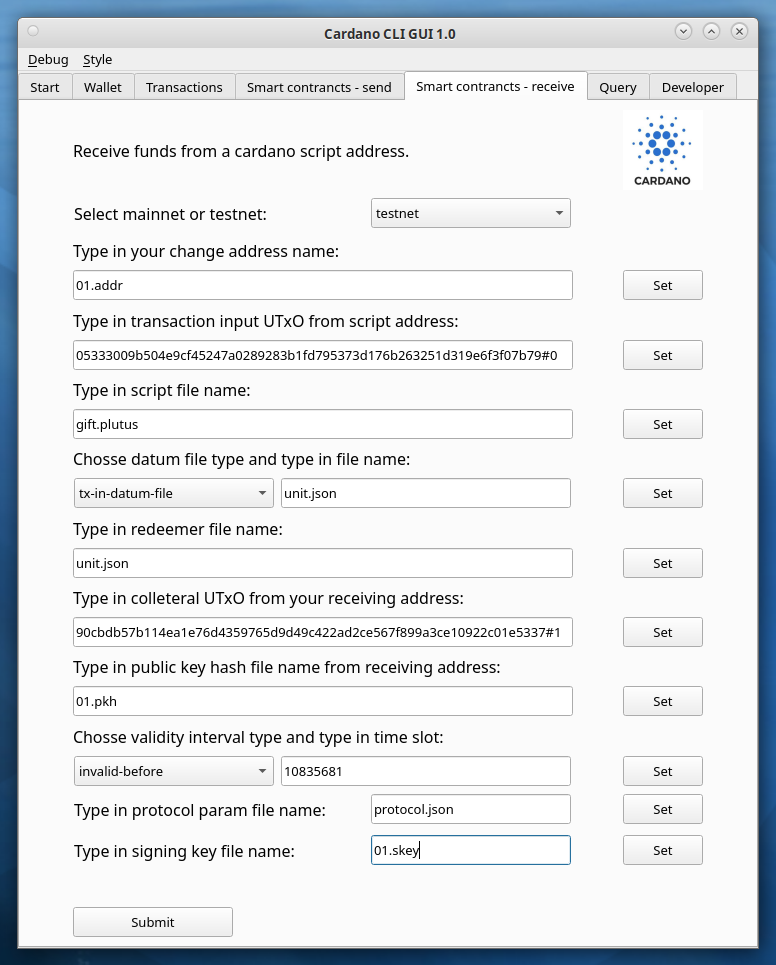 Cardano CLI GUI 1.0
Debug Style
Start Wallet Transactions Smart contrancts - send Smart contrancts - receive Query Developer
Receive funds from a cardano script address.
CARDANO
Select mainnet or testnet: testnet
Type in your change address name:
01.addr Set
Type in transaction input UTxO from script address:
05333009b504e9cf45247a0289283b1fd795373d176b263251d319e6f3f07b79#0 Set
Type in script file name:
gift.plutus Set
Chosse datum file type and type in file name:
tx-in-datum-file unit.json Set
Type in redeemer file name:
unit.json Set
Type in colleteral UTxO from your receiving address:
90cbdb57b114ea1e76d4359765d9d49c422ad2ce567f899a3ce10922c01e5337#1 Set
Type in public key hash file name from receiving address:
01.pkh Set
Chosse validity interval type and type in time slot:
invalid-before 10835681 Set
Type in protocol param file name: protocol.json Set
Type in signing key file name: 01.skey Set
Submit